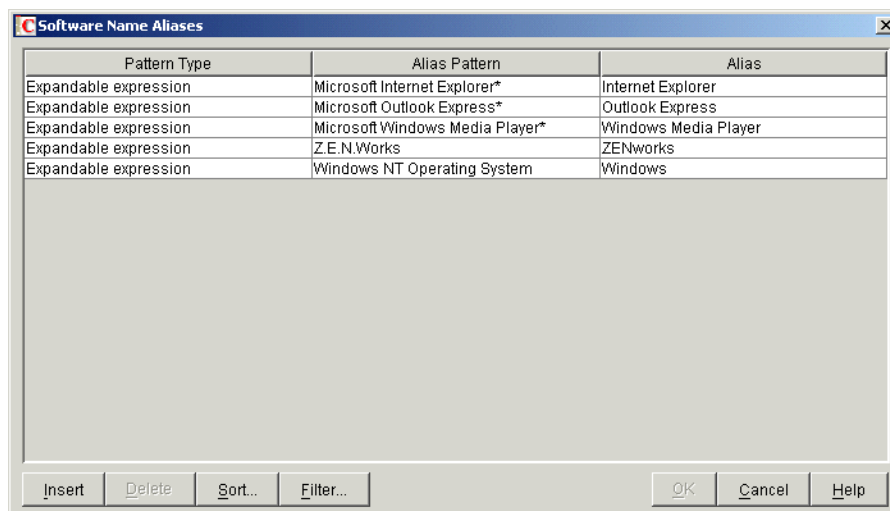 Software Name Aliases
Pattern Type Alias Pattern Alias
Expandable expression Microsoft Internet Explorer* Internet Explorer
Expandable expression Microsoft Outlook Express* Outlook Express
Expandable expression Microsoft Windows Media Player* Windows Media Player
Expandable expression Z.E.N.Works ZENworks
Expandable expression Windows NT Operating System Windows
Insert Delete Sort... Filter... OK Cancel Help